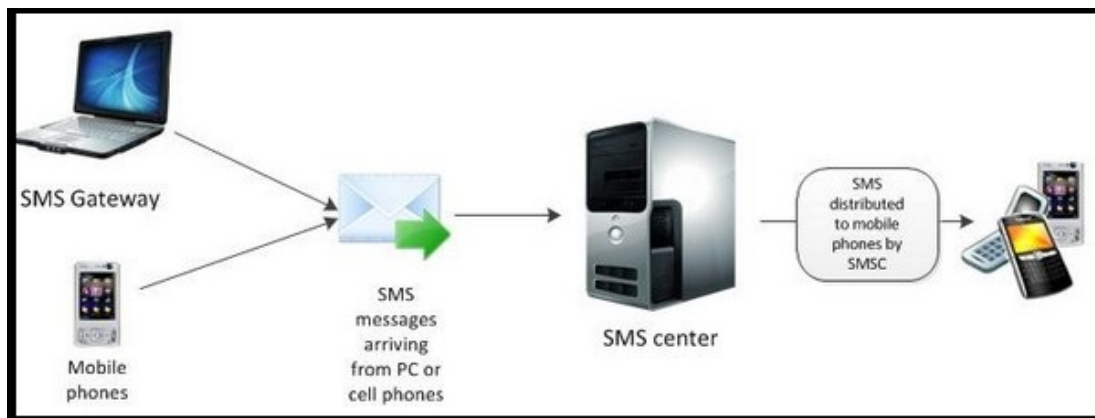 SMS Gateway
Mobile
phones
SMS
messages
arriving
from PC or
cell phones
SMS center
SMS
distributed
to mobile
phones by
SMSC